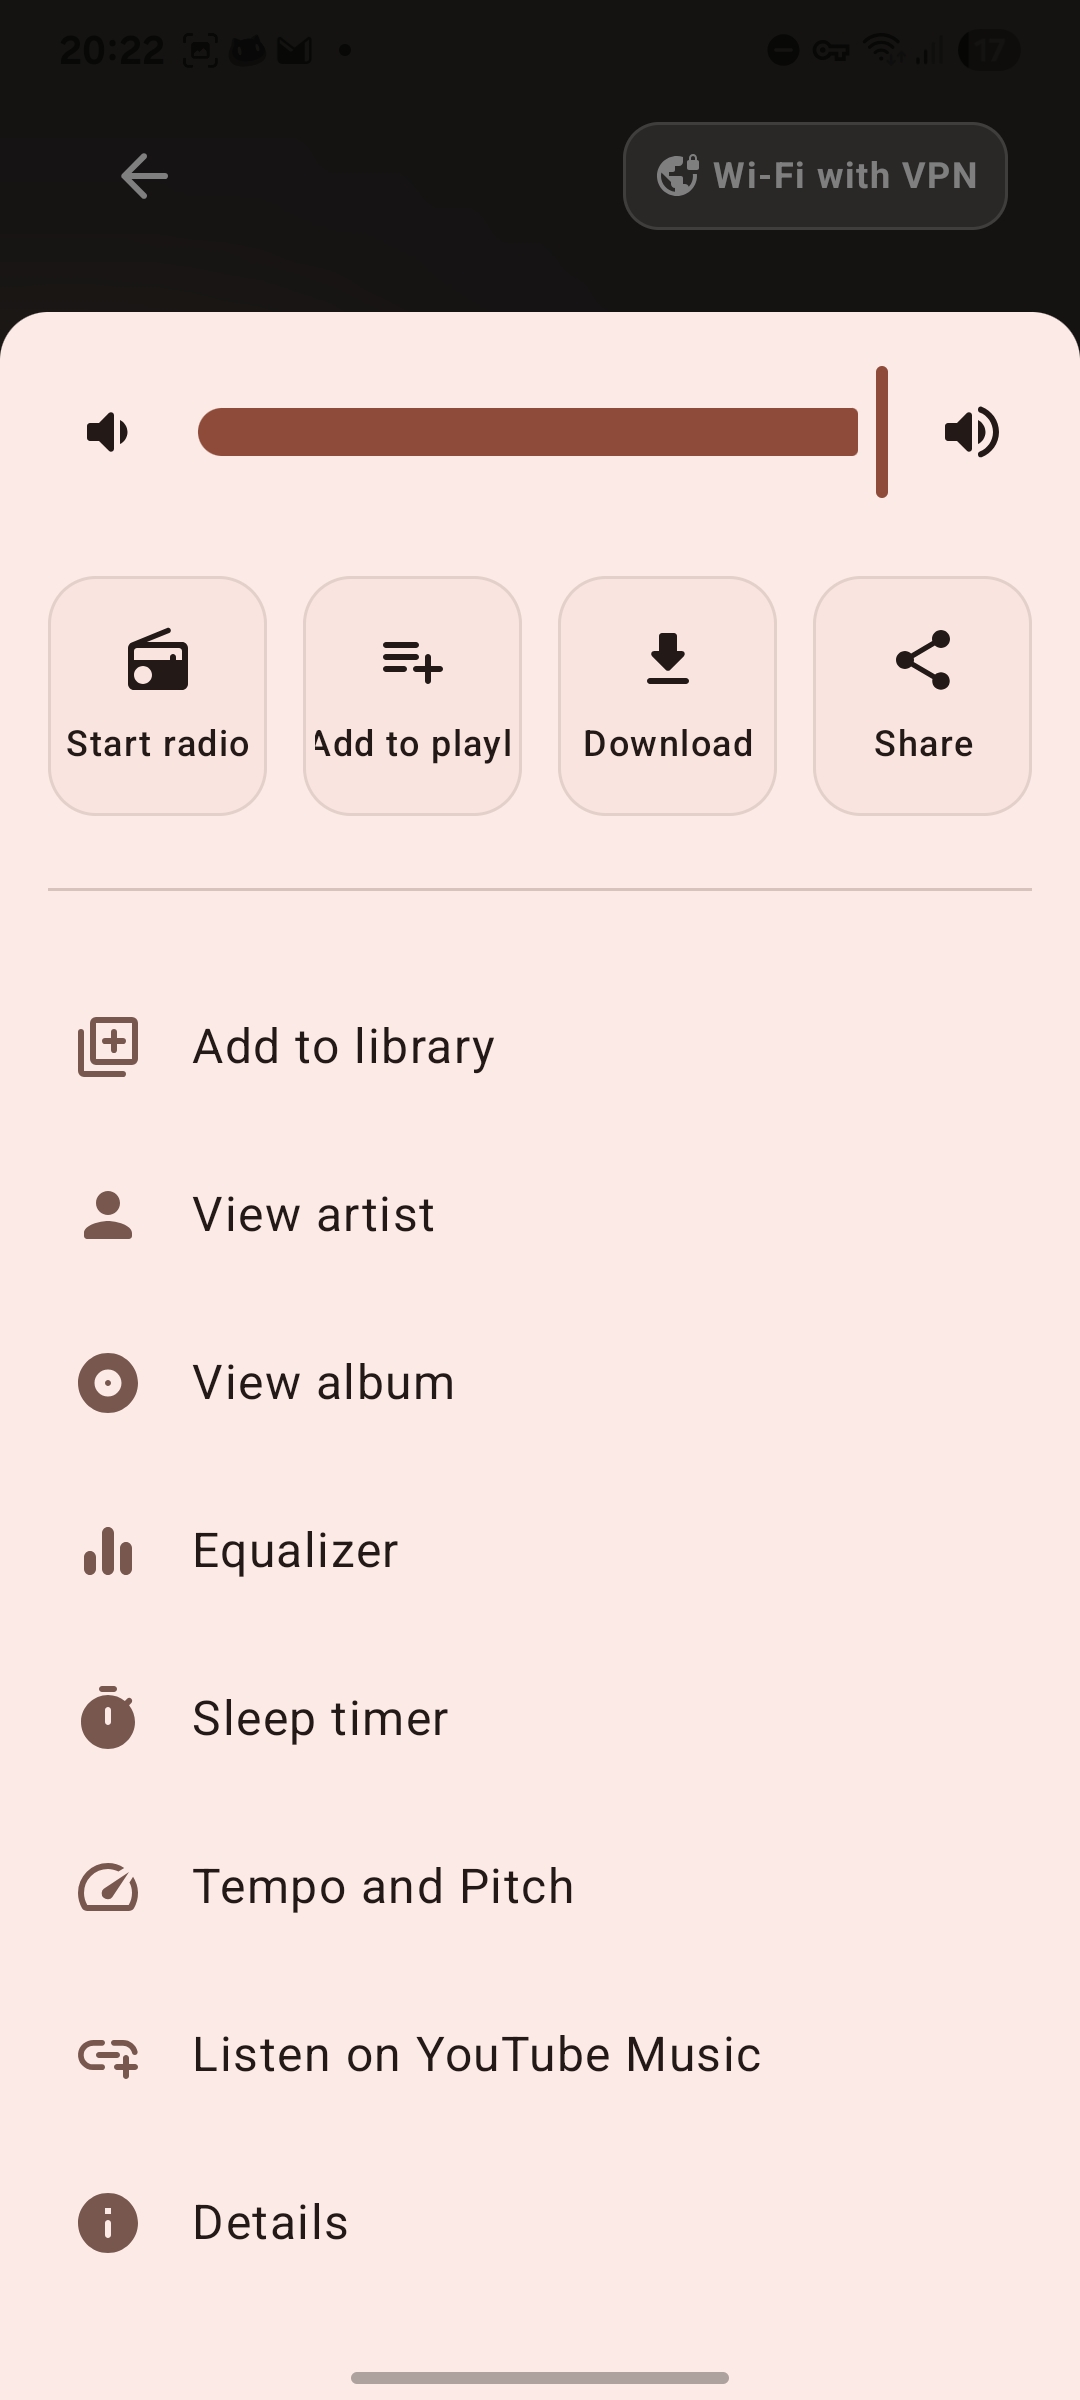 20:22
17
Wi-Fi with VPN
Start radio
Add to playl
Download
Share
Add to library
View artist
View album
Equalizer
Sleep timer
Tempo and Pitch
Listen on YouTube Music
Details